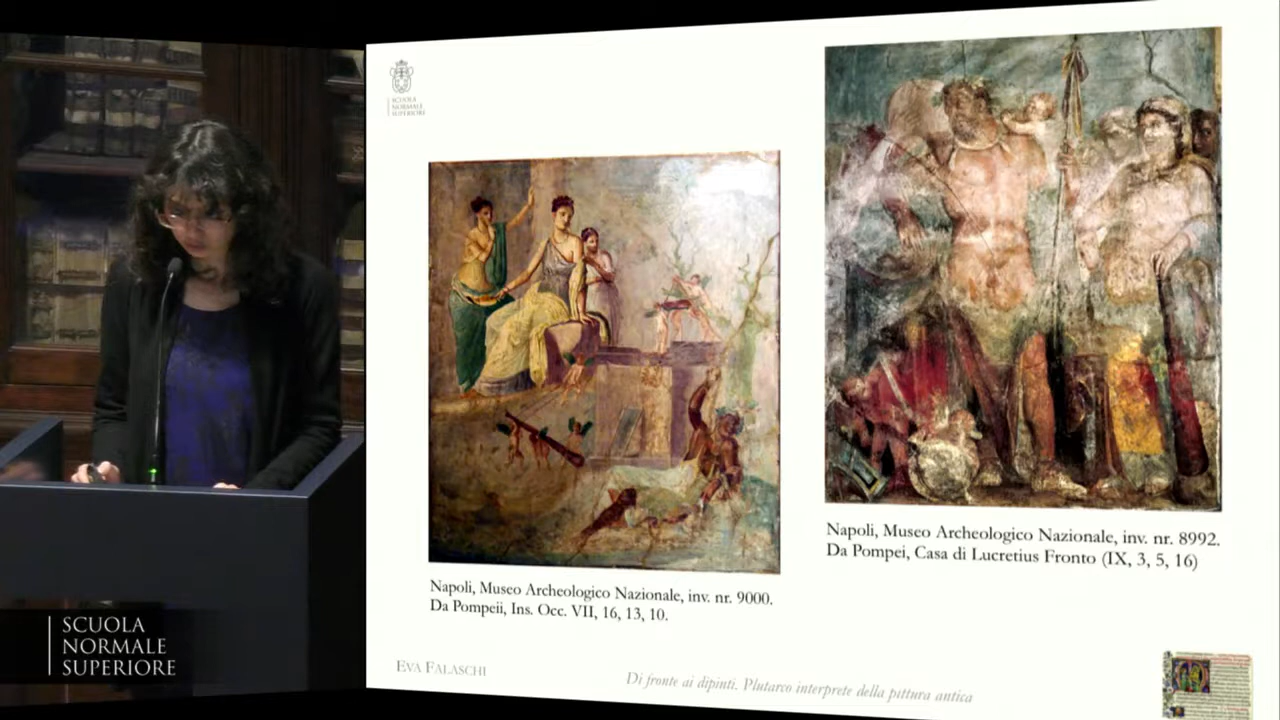 SCUOLA
NORMALE
SUPERIORE
Napoli, Museo Archeologico Nazionale, inv. nr. 8992.
Da Pompei, Casa di Lucretius Fronto (IX, 3, 5, 16)
Napoli, Museo Archeologico Nazionale, inv. nr. 9000.
Da Pompeii, Ins. Occ. VII, 16, 13, 10.
EVA FALASCHI
Di fronte ai dipinti. Plutarco interprete della pittura antica
SCUOLA
NORMALE
SUPERIORE